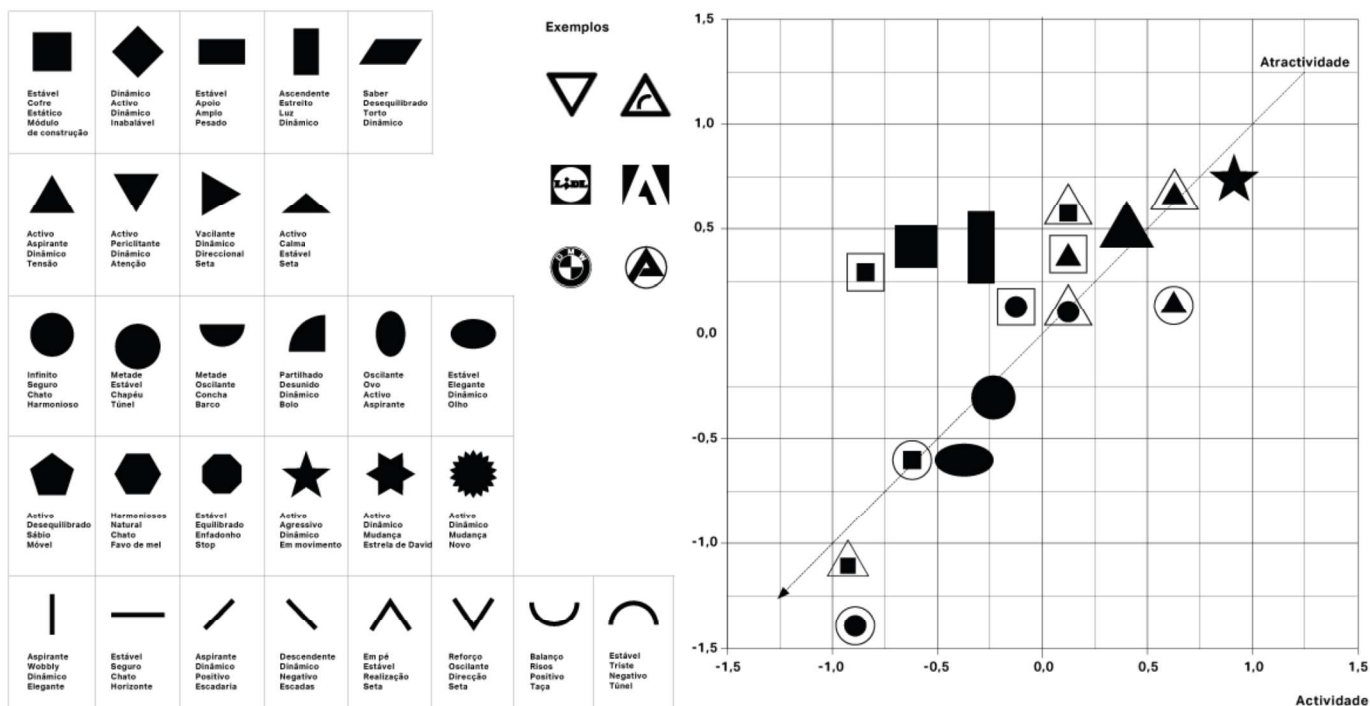 Estável
Cofre
Estático
Módulo
de construção
Dinâmico
Activo
Dinâmico
Inabalável
Estável
Apoio
Amplo
Pesado
Ascendente
Estreito
Luz
Dinâmico
Saber
Desequilibrado
Torto
Dinâmico
Activo
Aspirante
Dinâmico
Tensão
Activo
Periclitante
Dinâmico
Atenção
Vacilante
Dinâmico
Direccional
Seta
Activo
Calma
Estável
Seta
Infinito
Seguro
Chato
Harmonioso
Metade
Estável
Chapéu
Túnel
Metade
Oscilante
Concha
Barco
Partilhado
Desunido
Dinâmico
Bolo
Oscilante
Ovo
Activo
Aspirante
Estável
Elegante
Dinâmico
Olho
Activo
Desequilibrado
Sábio
Móvel
Harmoniosos
Natural
Chato
Favo de mel
Estável
Equilibrado
Enfadonho
Stop
Activo
Agressivo
Dinâmico
Em movimento
Activo
Dinâmico
Mudança
Estrela de David
Activo
Dinâmico
Mudança
Novo
Aspirante
Wobbly
Dinâmico
Elegante
Estável
Seguro
Chato
Horizonte
Aspirante
Dinâmico
Positivo
Escadaria
Descendente
Dinâmico
Negativo
Escadas
Em pé
Estável
Realização
Seta
Reforço
Oscilante
Direcção
Seta
Balanço
Risos
Positivo
Taça
Estável
Triste
Negativo
Túnel
Exemplos
LiDL
BMW
1,5
1,0
0,5
0,0
-0,5
-1,0
-1,5
Atractividade
-1,5 -1,0 -0,5 0,0 0,5 1,0 1,5
Actividade